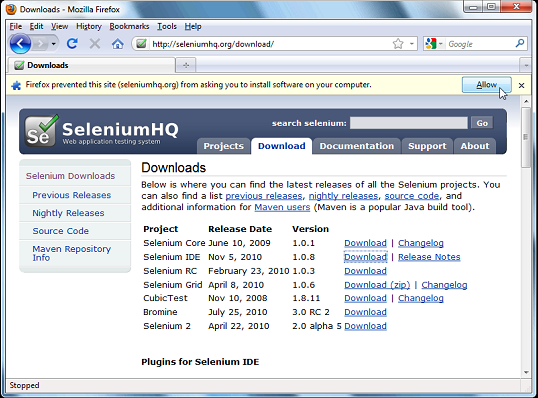 Downloads - Mozilla Firefox
File Edit View History Bookmarks Tools Help
http://seleniumhq.org/download/ Google
Downloads
Firefox prevented this site (seleniumhq.org) from asking you to install software on your computer. Allow
Se SeleniumHQ
Web application testing system
search selenium: Go
Projects Download Documentation Support About
Selenium Downloads
Previous Releases
Nightly Releases
Source Code
Maven Repository
Info
Downloads
Below is where you can find the latest releases of all the Selenium projects. You
can also find a list previous releases, nightly releases, source code, and
additional information for Maven users (Maven is a popular Java build tool).
Project Release Date Version
Selenium Core June 10, 2009 1.0.1 Download | Changelog
Selenium IDE Nov 5, 2010 1.0.8 Download | Release Notes
Selenium RC February 23, 2010 1.0.3 Download
Selenium Grid April 8, 2010 1.0.6 Download (zip) | Changelog
CubicTest Nov 10, 2008 1.8.11 Download | Changelog
Bromine July 25, 2010 3.0 RC 2 Download
Selenium 2 April 22, 2010 2.0 alpha 5 Download
Plugins for Selenium IDE
Stopped